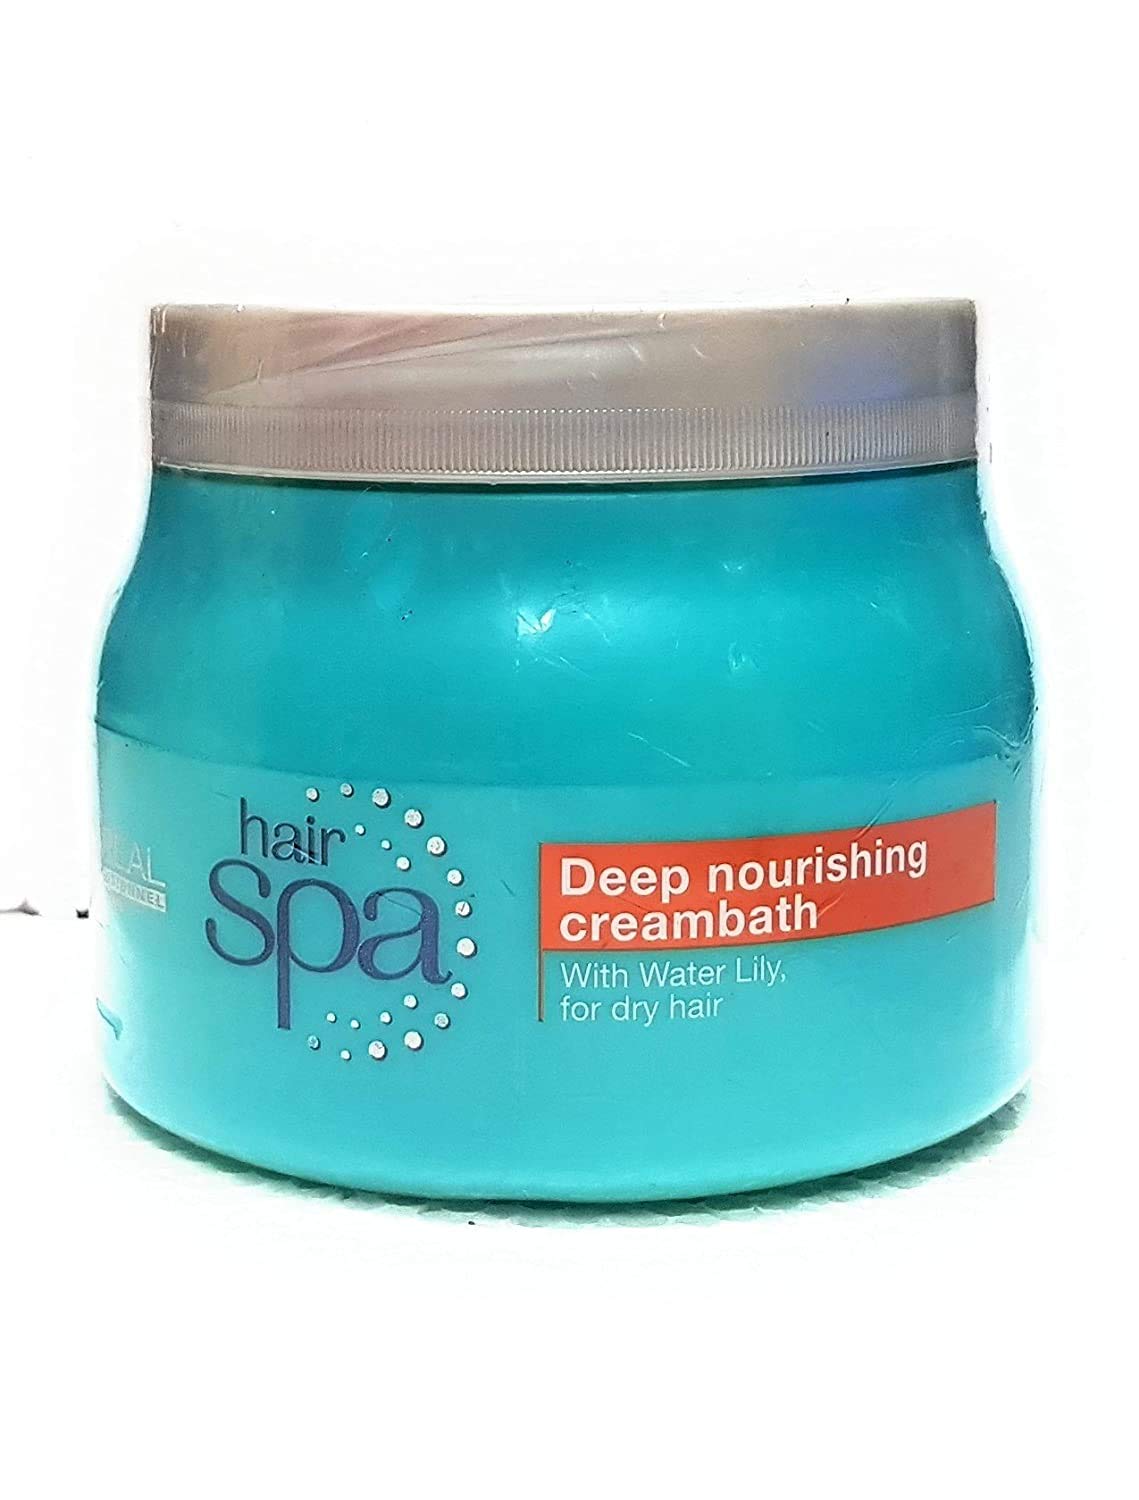 hair
spa
Deep nourishing
creambath
With Water Lily,
for dry hair